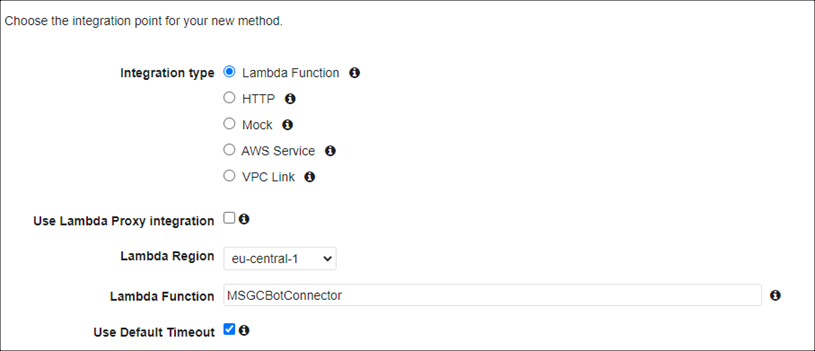 Choose the integration point for your new method.
Integration type Lambda Function
HTTP
Mock
AWS Service
VPC Link
Use Lambda Proxy integration
Lambda Region eu-central-1
Lambda Function MSGCBotConnector
Use Default Timeout